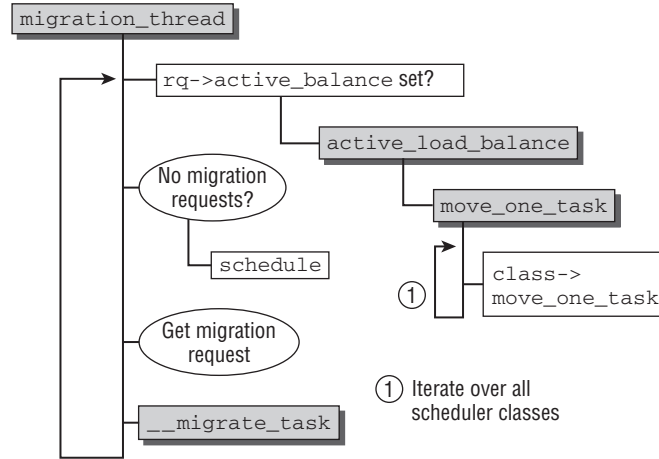 migration_thread
rq->active_balance set?
active_load_balance
No migration
requests?
move_one_task
schedule
class->
move_one_task
1
Get migration
request
1 Iterate over all
scheduler classes
__migrate_task